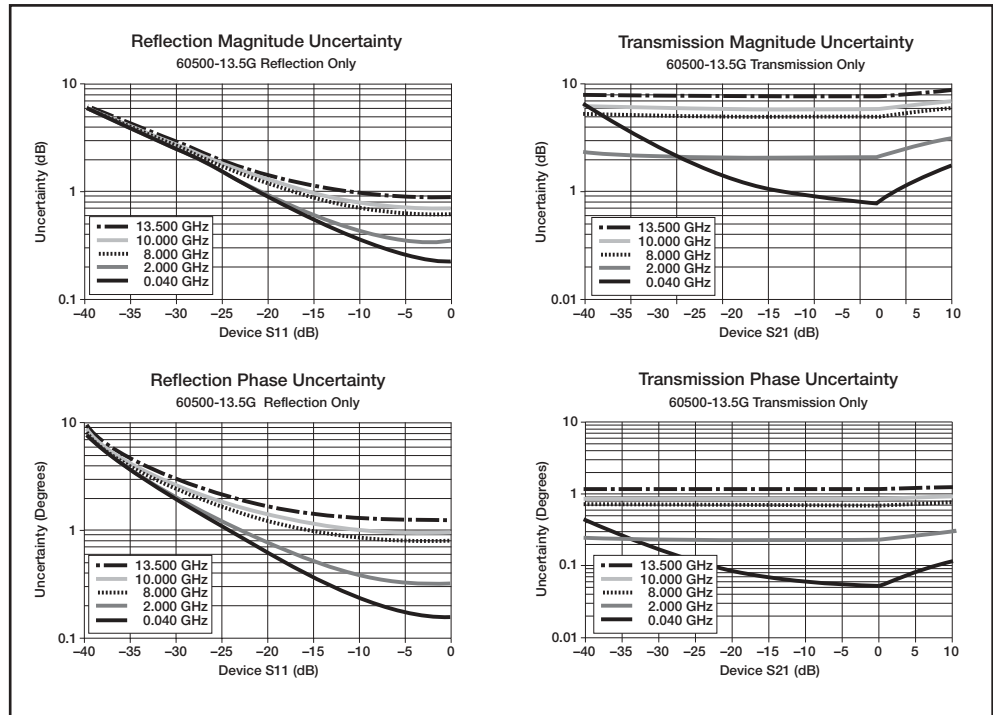 Reflection Magnitude Uncertainty
60500-13.5G Reflection Only
Uncertainty (dB)
10
1
0.1
13.500 GHz
10.000 GHz
8.000 GHz
2.000 GHz
0.040 GHz
–40 –35 –30 –25 –20 –15 –10 –5 0
Device S11 (dB)
Transmission Magnitude Uncertainty
60500-13.5G Transmission Only
Uncertainty (dB)
10
1
0.01
13.500 GHz
10.000 GHz
8.000 GHz
2.000 GHz
0.040 GHz
–40 –35 –30 –25 –20 –15 –10 –5 0 5 10
Device S21 (dB)
Reflection Phase Uncertainty
60500-13.5G Reflection Only
Uncertainty (Degrees)
10
1
0.1
13.500 GHz
10.000 GHz
8.000 GHz
2.000 GHz
0.040 GHz
–40 –35 –30 –25 –20 –15 –10 –5 0
Device S11 (dB)
Transmission Phase Uncertainty
60500-13.5G Transmission Only
Uncertainty (Degrees)
10
1
0.1
0.01
13.500 GHz
10.000 GHz
8.000 GHz
2.000 GHz
0.040 GHz
–40 –35 –30 –25 –20 –15 –10 –5 0 5 10
Device S21 (dB)